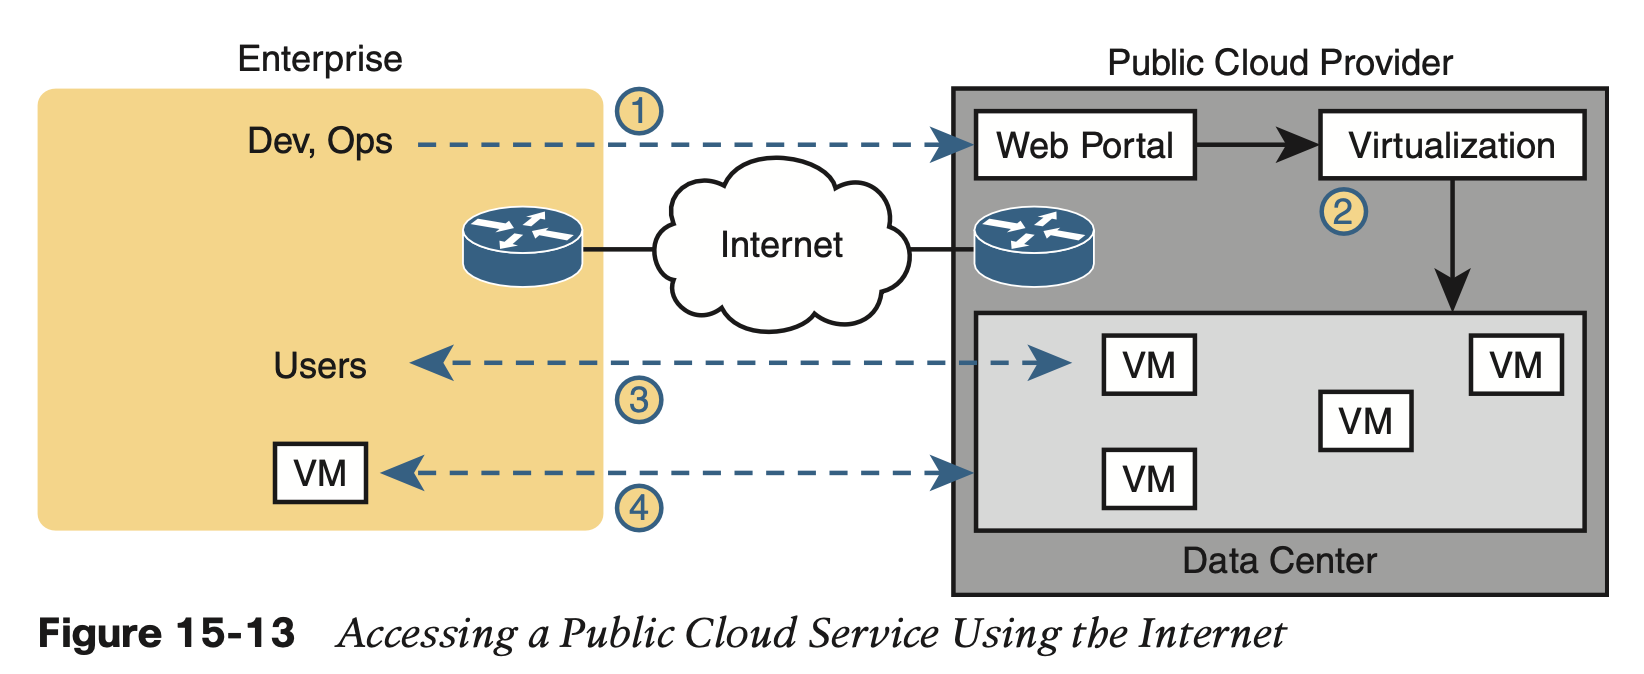 Enterprise
Public Cloud Provider
1
Dev, Ops
Web Portal
Virtualization
2
Internet
Users
3
VM
VM
VM
VM
4
VM
Data Center
Figure 15-13 Accessing a Public Cloud Service Using the Internet